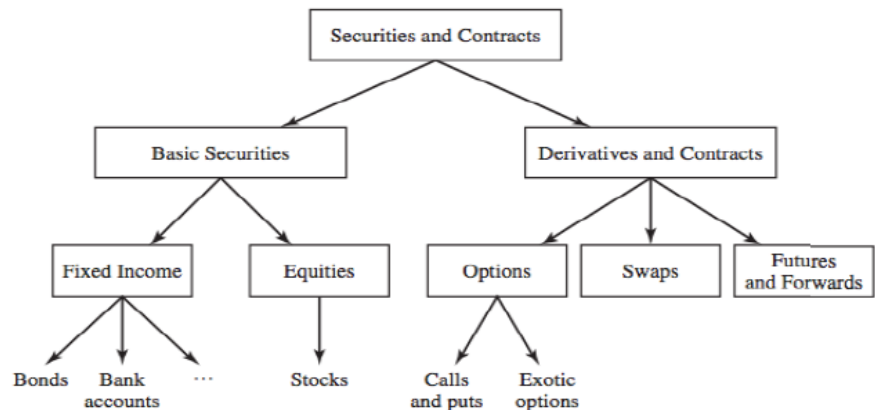 Securities and Contracts
Basic Securities
Derivatives and Contracts
Fixed Income
Equities
Options
Swaps
Futures
and Forwards
Bonds
Bank
accounts
...
Stocks
Calls
and puts
Exotic
options